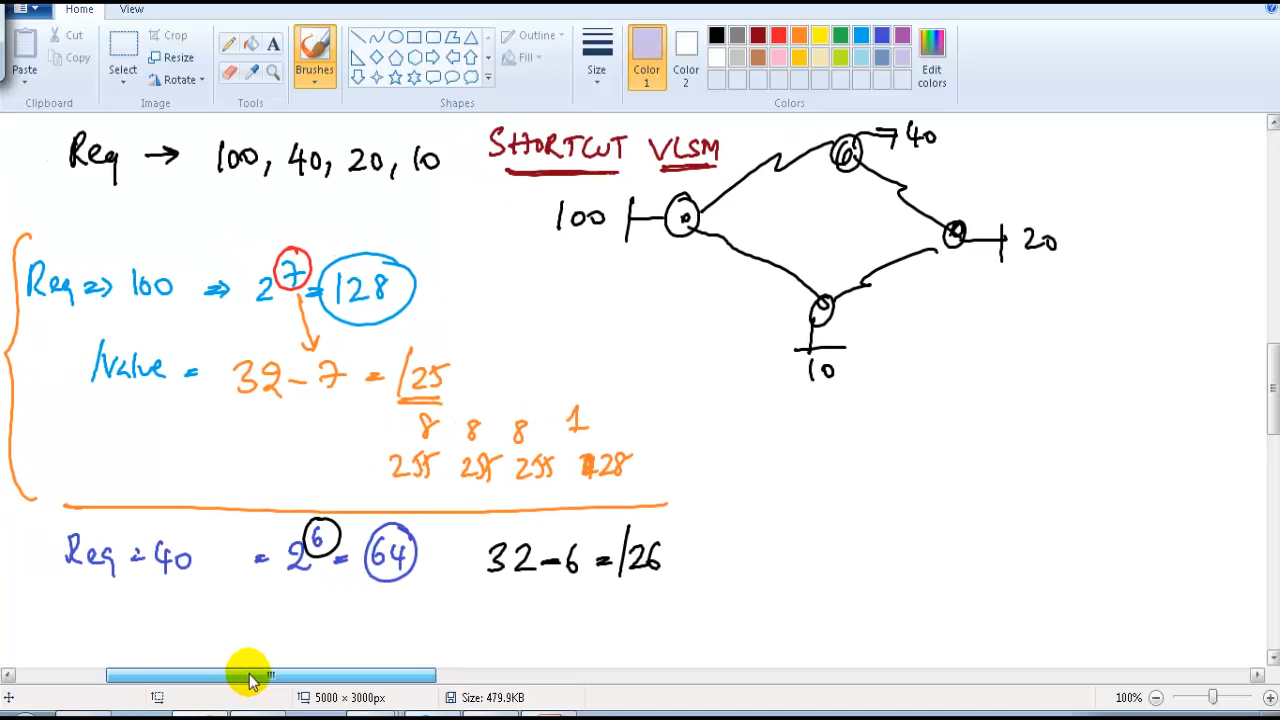 Home
View
Paste
Cut
Copy
Clipboard
Select
Crop
Resize
Rotate
Image
Tools
Brushes
Outline
Fill
Shapes
Size
Color 1
Color 2
Edit colors
Colors
Req → 100, 40, 20, 10
SHORTCUT VLSM
40
100
20
10
Req => 100 => 2^7 = 128
/Value = 32 - 7 = /25
8 8 8 1
255 255 255 128
Req = 40 = 2^6 = 64 32 - 6 = /26
5000 × 3000px
Size: 479.9KB
100%